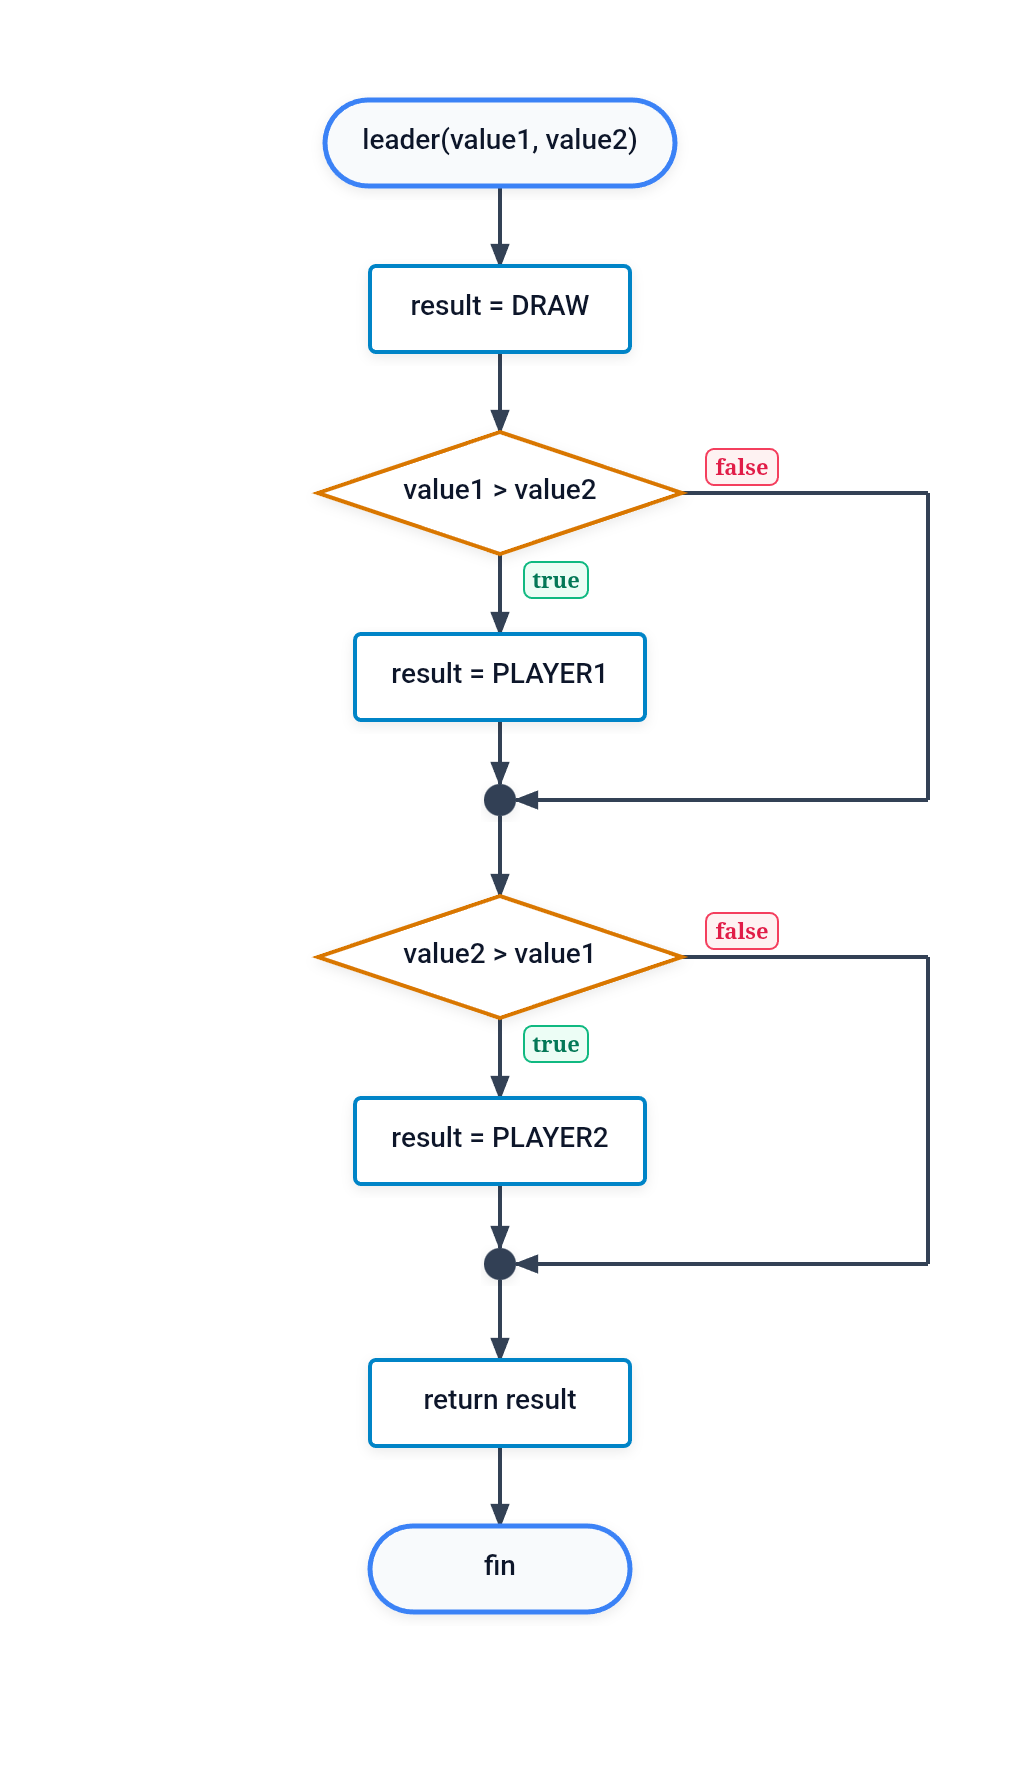 leader(value1, value2)
result = DRAW
value1 > value2
false
true
result = PLAYER1
value2 > value1
false
true
result = PLAYER2
return result
fin